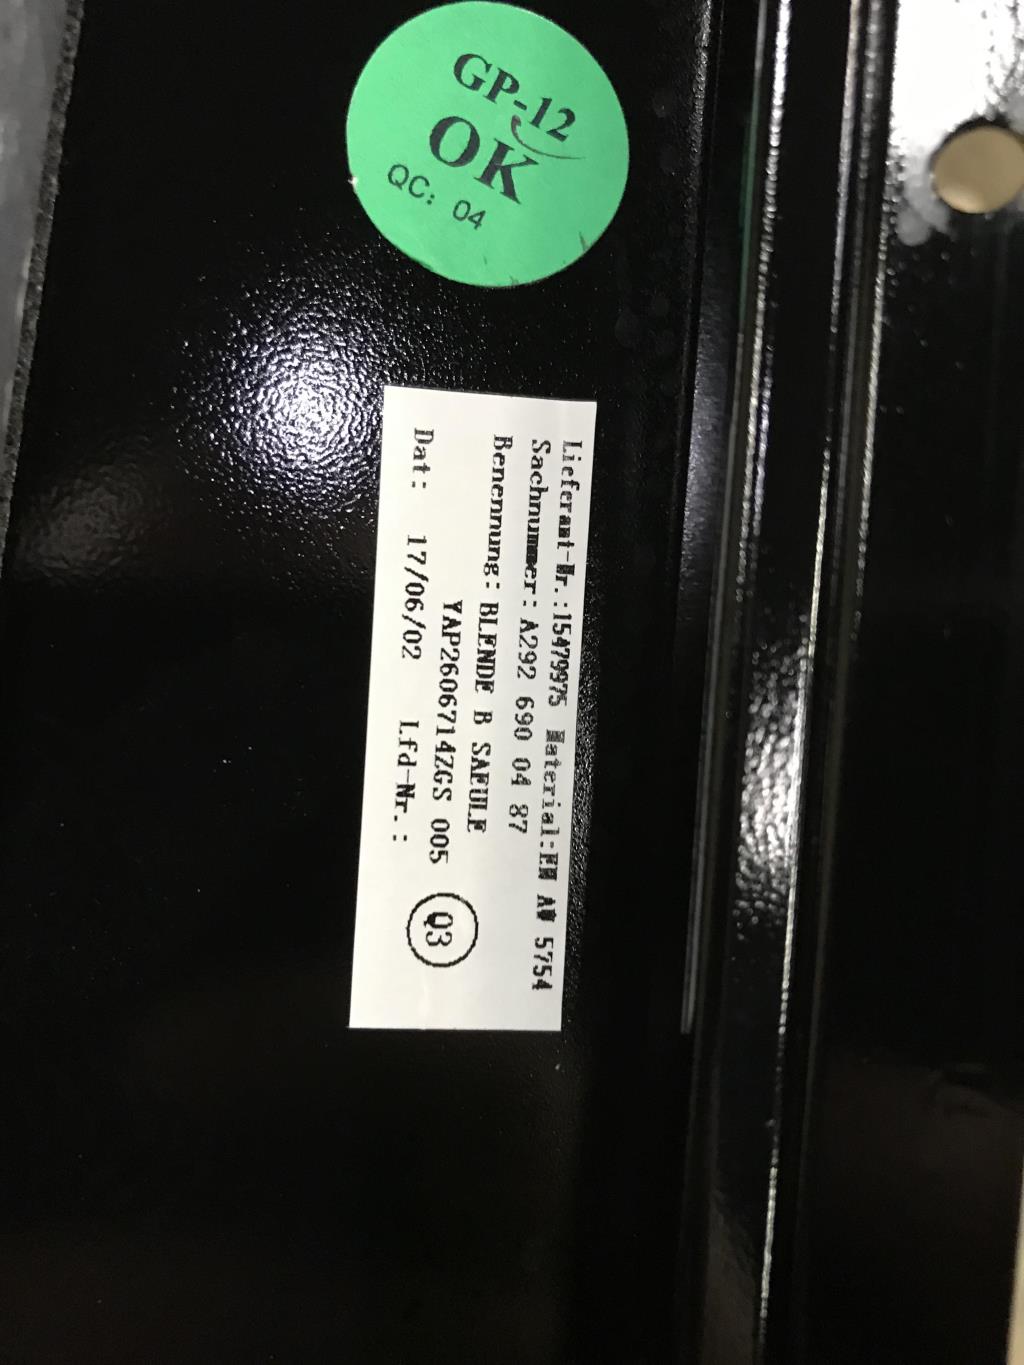 GP-12
OK
QC: 04
Lieferant-Nr.:15479975 Material:EN AW 5754
Sachnummer: A292 690 04 87
Benennung: BLENDE B SAEULE
YAP2606714ZGS 005
Q3
Dat: 17/06/02 Lfd-Nr.: